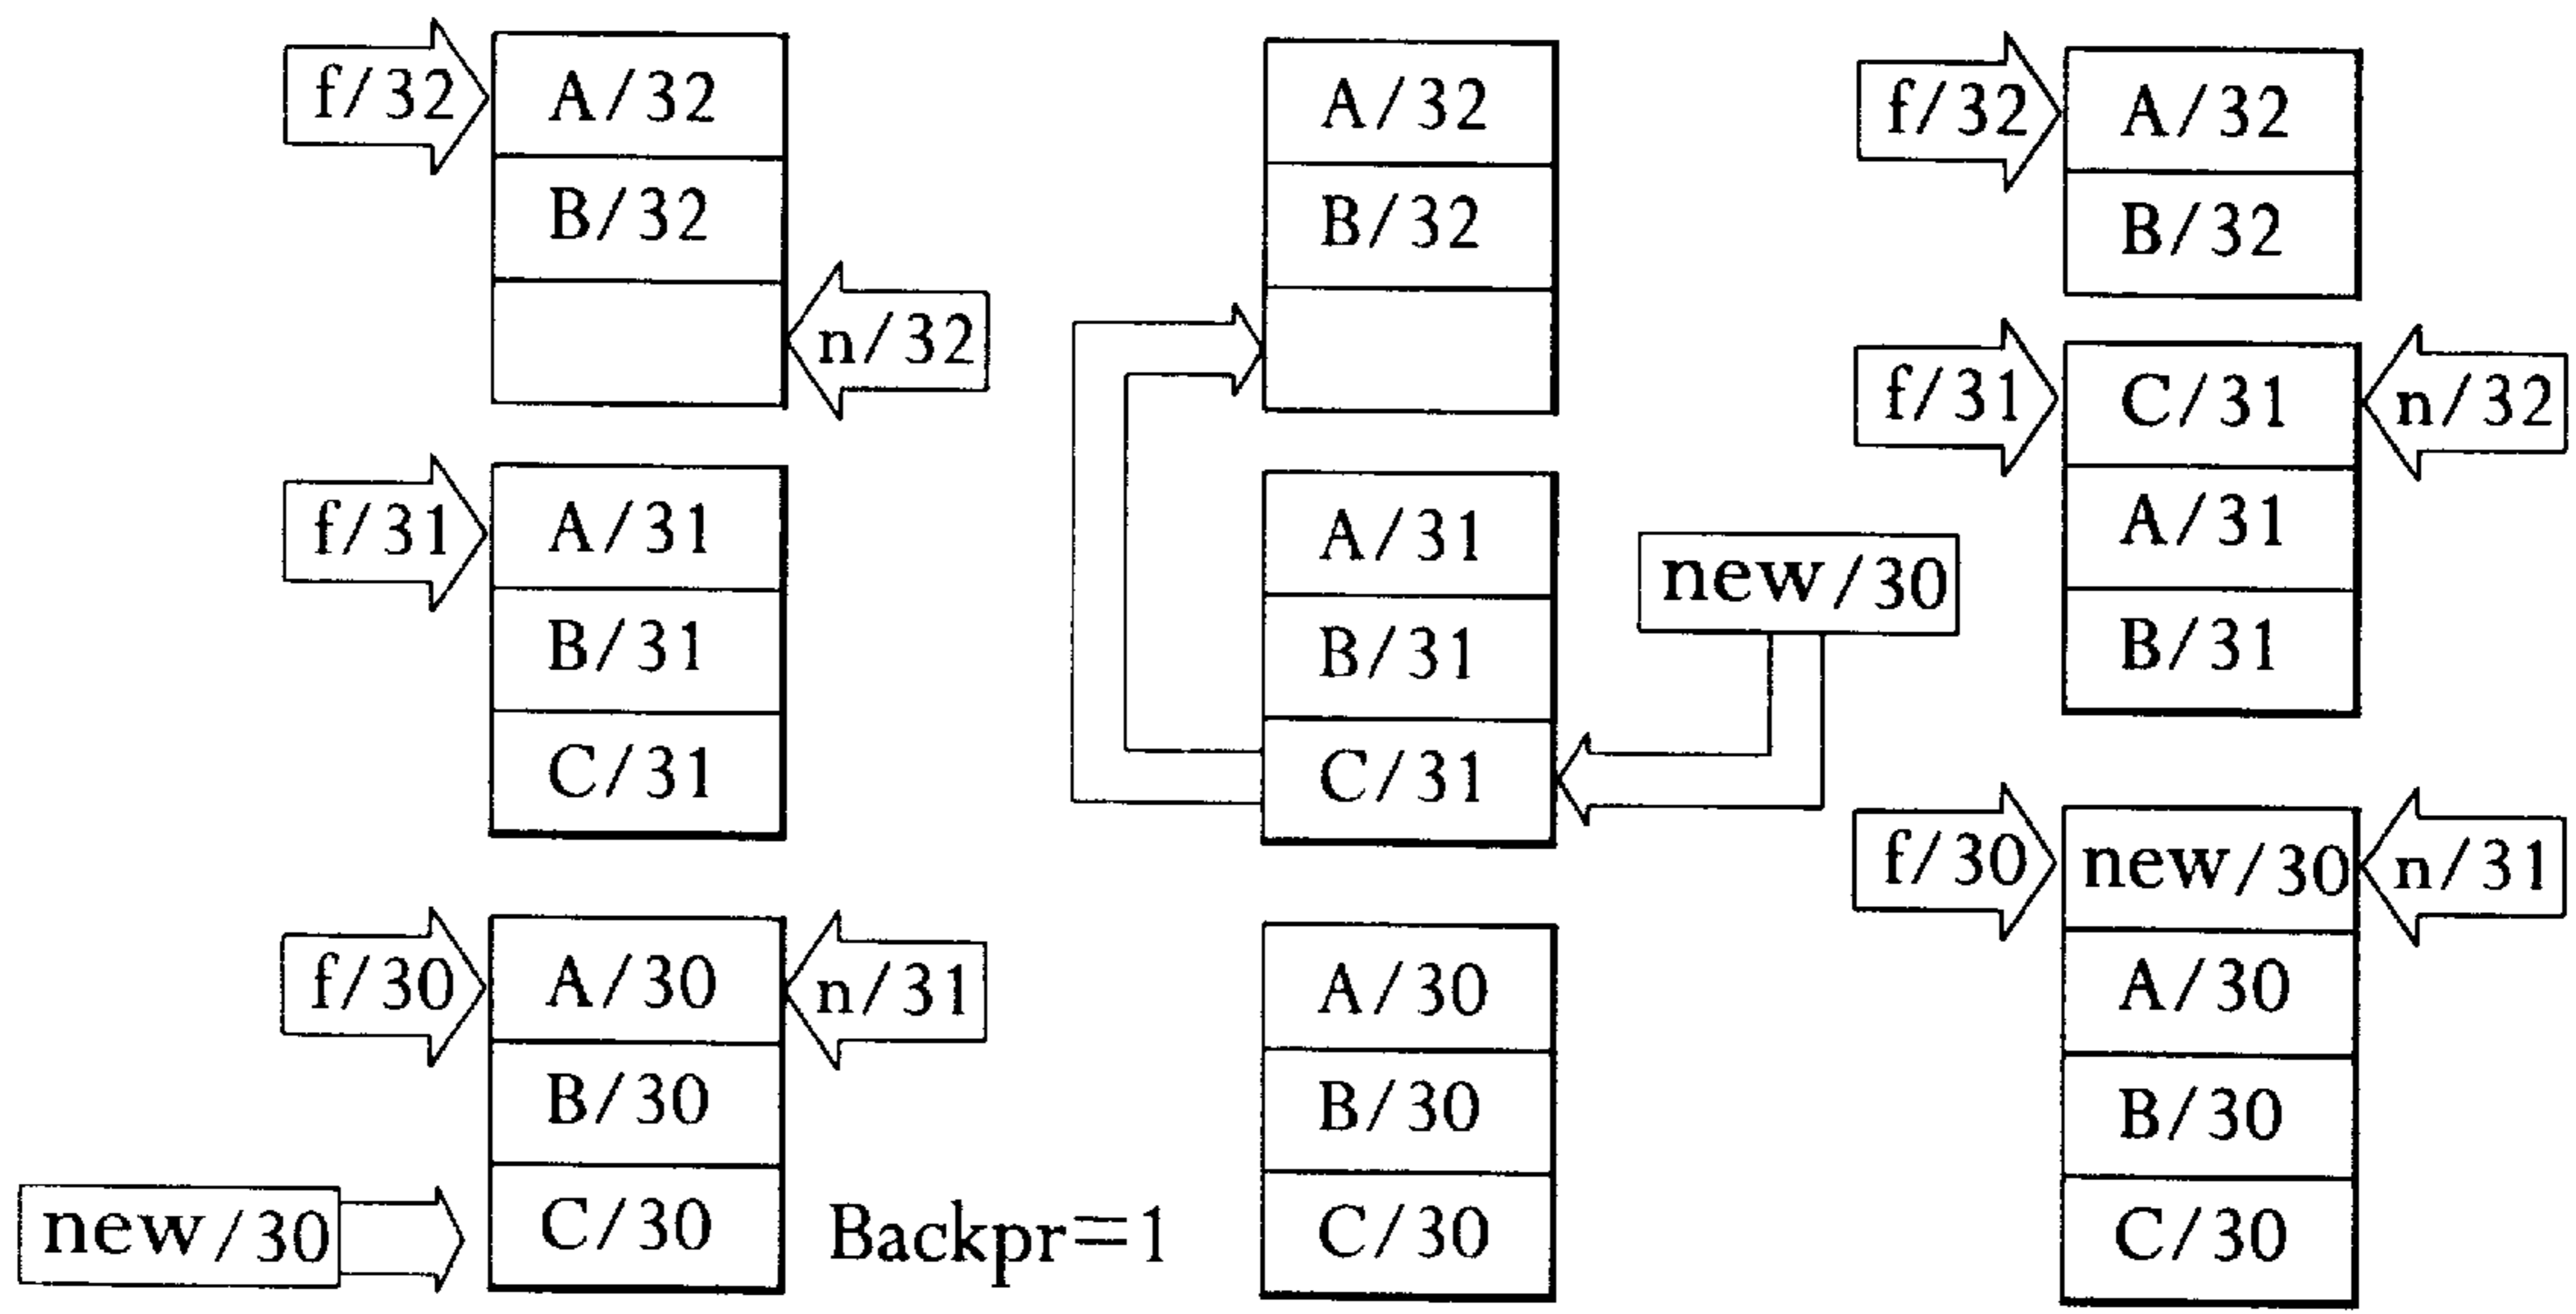 f/32 A/32
B/32
n/32
f/31 A/31
B/31
C/31
f/30 A/30 n/31
B/30
new/30 C/30
Backpr=1
A/32
B/32
A/31
B/31
C/31
new/30
A/30
B/30
C/30
f/32 A/32
B/32
f/31 C/31 n/32
A/31
B/31
f/30 new/30 n/31
A/30
B/30
C/30